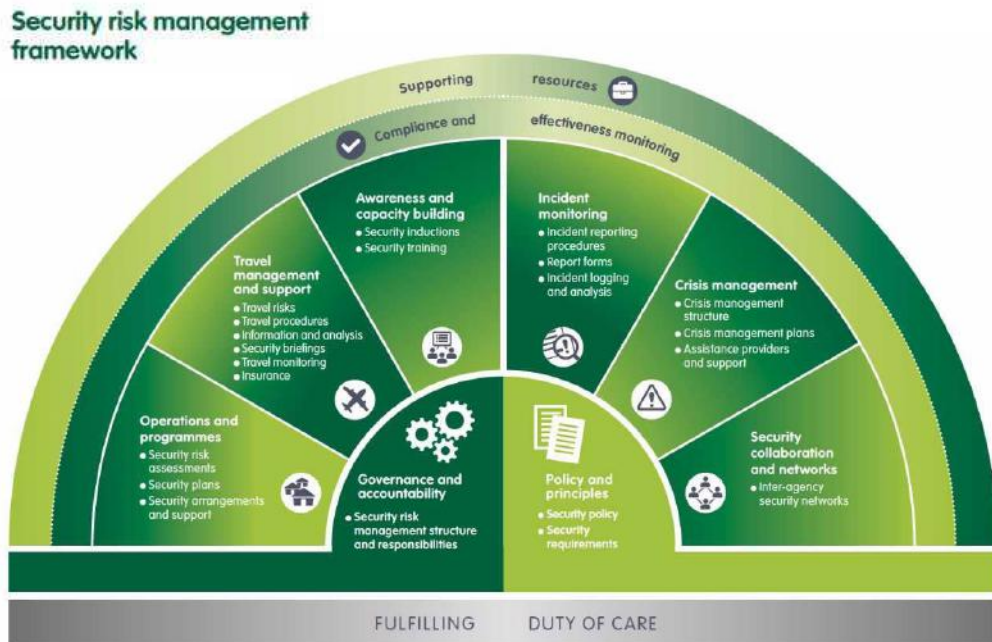 Security risk management
framework
Supporting resources
Compliance and effectiveness monitoring
Operations and
programmes
• Security risk
assessments
• Security plans
• Security arrangements
and support
Travel
management
and support
• Travel risks
• Travel procedures
• Information and analysis
• Security briefings
• Travel monitoring
• Insurance
Awareness and
capacity building
• Security inductions
• Security training
Incident
monitoring
• Incident reporting
procedures
• Report forms
• Incident logging
and analysis
Crisis management
• Crisis management
structure
• Crisis management plans
• Assistance providers
and support
Security
collaboration
and networks
• Inter-agency
security networks
Governance and
accountability
• Security risk
management structure
and responsibilities
Policy and
principles
• Security policy
• Security
requirements
FULFILLING DUTY OF CARE